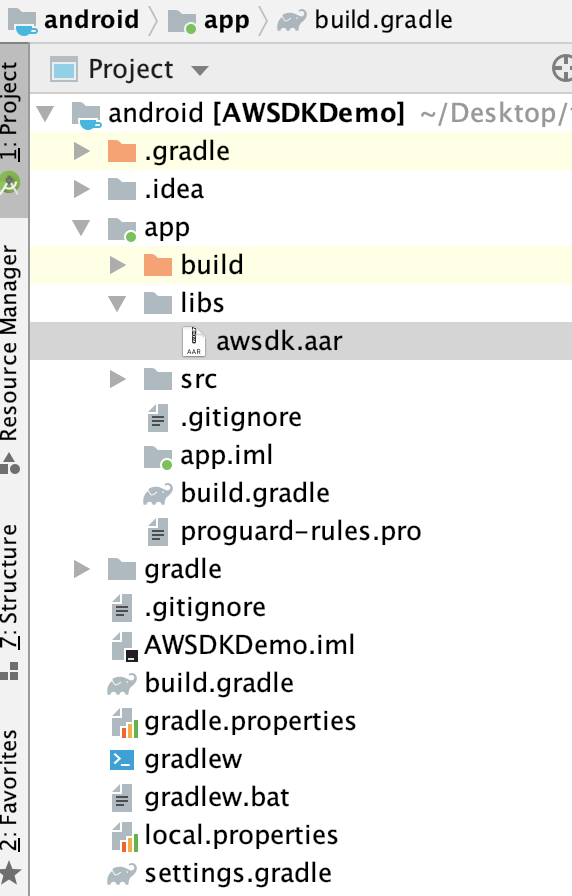 android app build.gradle
Project
android [AWSDKDemo] ~/Desktop/
.gradle
.idea
app
build
libs
AAR awsdk.aar
src
.gitignore
app.iml
build.gradle
proguard-rules.pro
gradle
.gitignore
AWSDKDemo.iml
build.gradle
gradle.properties
gradlew
gradlew.bat
local.properties
settings.gradle
1: Project
Resource Manager
7: Structure
2: Favorites